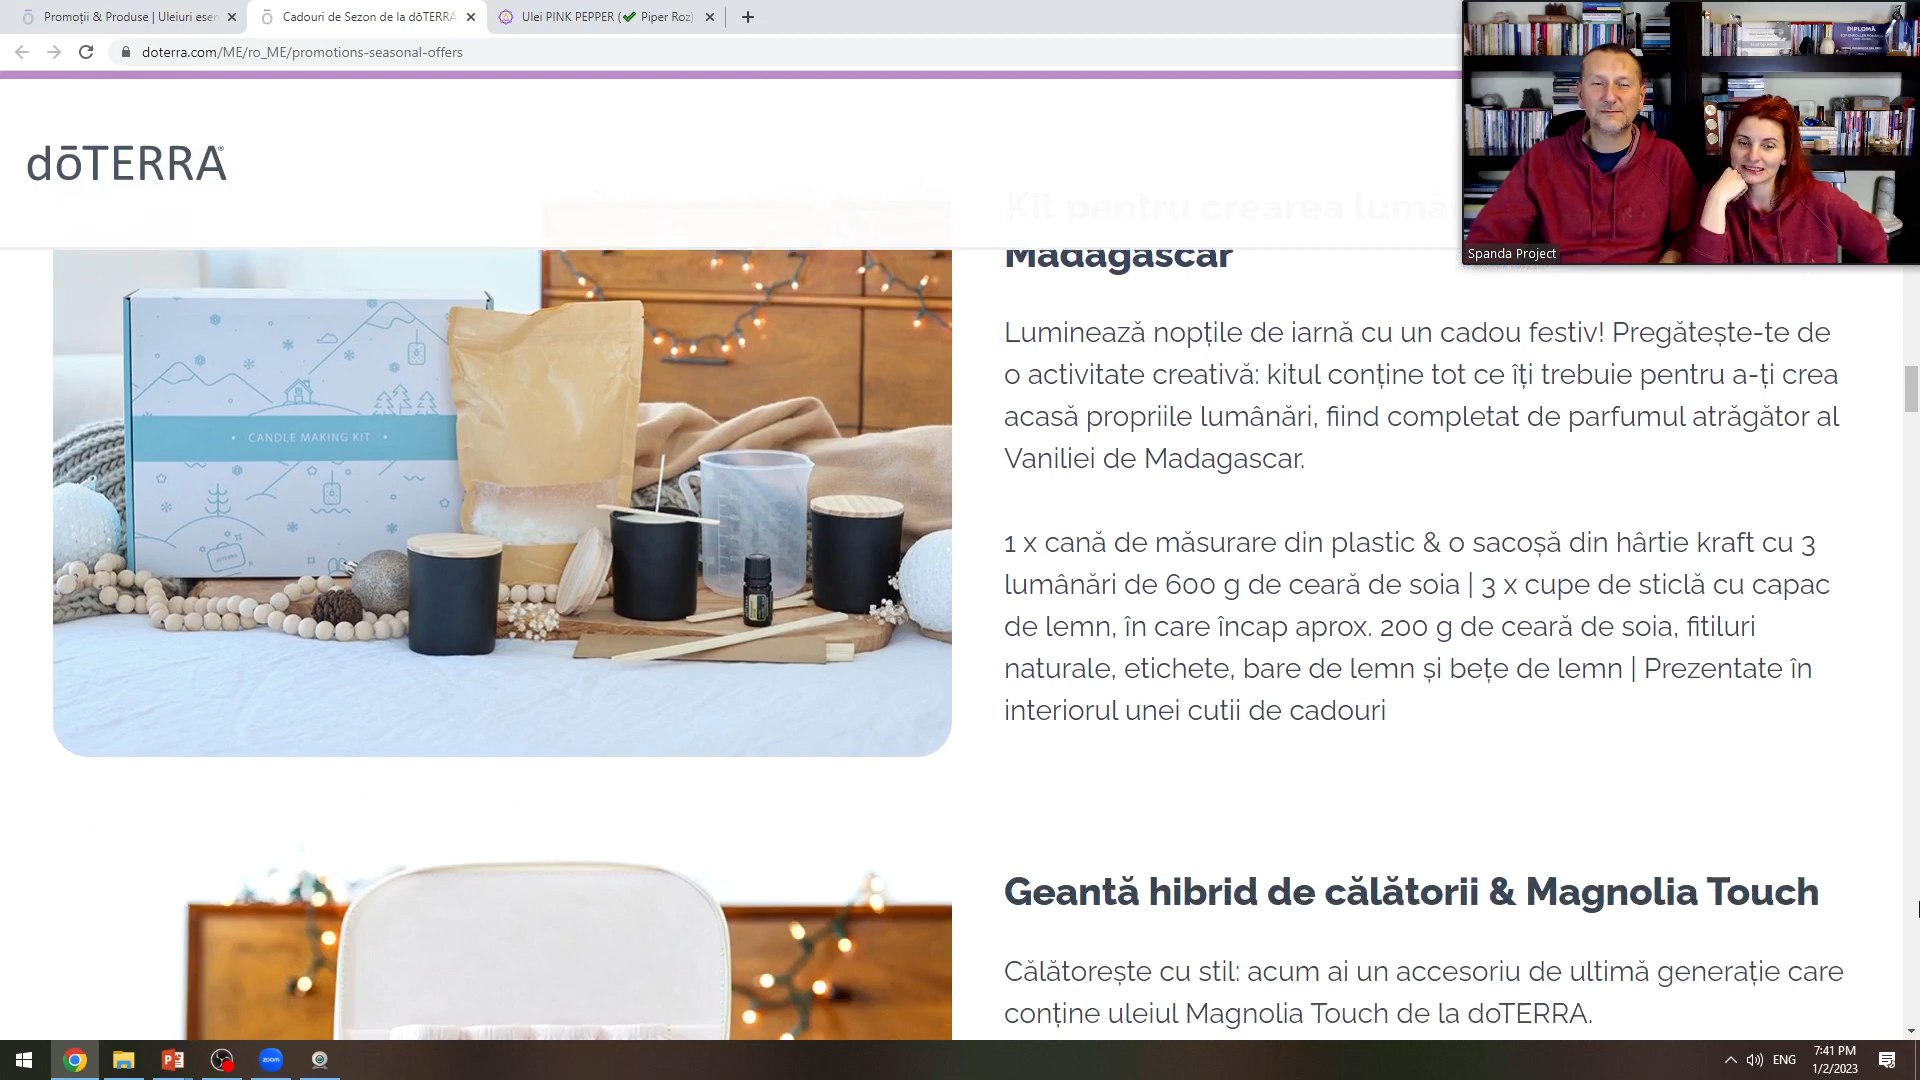 Promoții & Produse | Uleiuri esen
Cadouri de Sezon de la dōTERRA
Ulei PINK PEPPER (✔ Piper Roz)
doterra.com/ME/ro_ME/promotions-seasonal-offers
DIPLOMĂ
Spanda Project
dōTERRA®
Kit pentru crearea lumân
Madagascar
Luminează nopțile de iarnă cu un cadou festiv! Pregătește-te de
o activitate creativă: kitul conține tot ce îți trebuie pentru a-ți crea
acasă propriile lumânări, fiind completat de parfumul atrăgător al
Vaniliei de Madagascar.
CANDLE MAKING KIT
1 x cană de măsurare din plastic & o sacoșă din hârtie kraft cu 3
lumânări de 600 g de ceară de soia | 3 x cupe de sticlă cu capac
de lemn, în care încap aprox. 200 g de ceară de soia, fitiluri
naturale, etichete, bare de lemn și bețe de lemn | Prezentate în
interiorul unei cutii de cadouri
Geantă hibrid de călătorii & Magnolia Touch
Călătorește cu stil: acum ai un accesoriu de ultimă generație care
conține uleiul Magnolia Touch de la doTERRA.
zoom
ENG
7:41 PM
1/2/2023